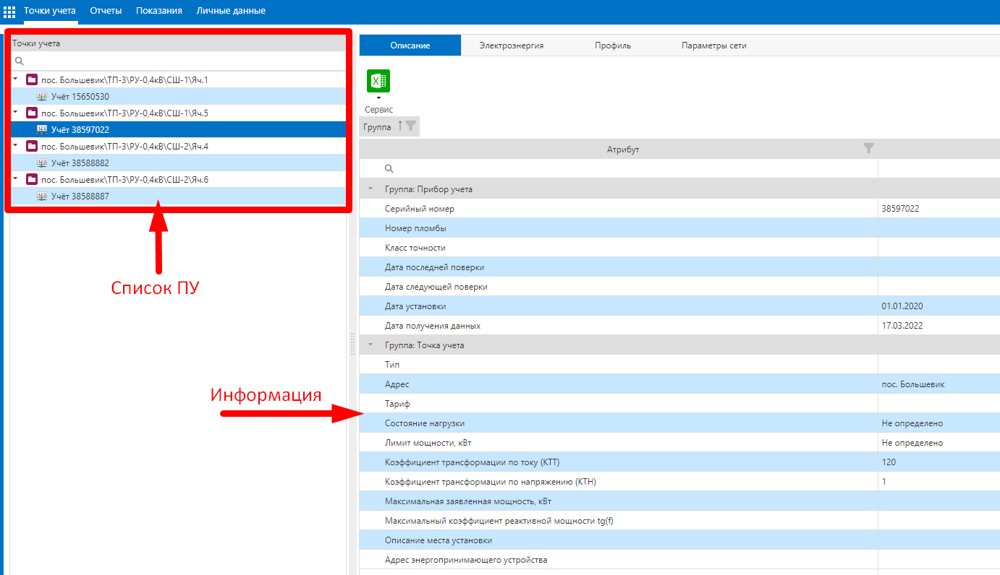 Точки учета Отчеты Показания Личные данные
Точки учета
пос. Большевик\ТП-3\РУ-0,4кВ\СШ-1\Яч.1
Учёт 15650530
пос. Большевик\ТП-3\РУ-0,4кВ\СШ-1\Яч.5
Учёт 38597022
пос. Большевик\ТП-3\РУ-0,4кВ\СШ-2\Яч.4
Учёт 38588882
пос. Большевик\ТП-3\РУ-0,4кВ\СШ-2\Яч.6
Учёт 38588887
Список ПУ
Информация
Описание Электроэнергия Профиль Параметры сети
Сервис
Группа
Атрибут
Группа: Прибор учета
Серийный номер 38597022
Номер пломбы
Класс точности
Дата последней поверки
Дата следующей поверки
Дата установки 01.01.2020
Дата получения данных 17.03.2022
Группа: Точка учета
Тип
Адрес пос. Большевик
Тариф
Состояние нагрузки Не определено
Лимит мощности, кВт Не определено
Коэффициент трансформации по току (КТТ) 120
Коэффициент трансформации по напряжению (КТН) 1
Максимальная заявленная мощность, кВт
Максимальный коэффициент реактивной мощности tg(f)
Описание места установки
Адрес энергопринимающего устройства